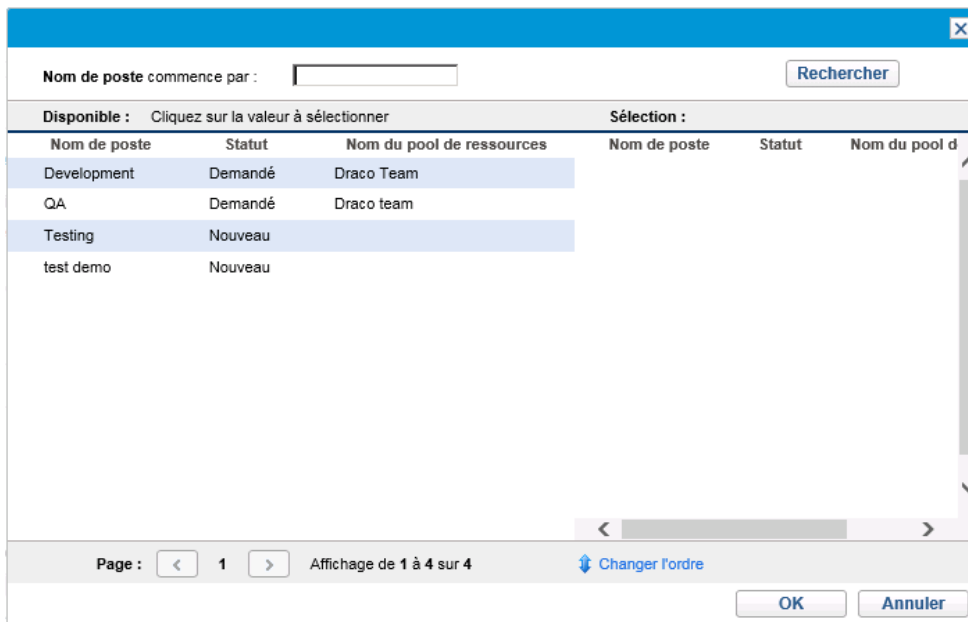 Nom de poste commence par : Rechercher
Disponible : Cliquez sur la valeur à sélectionner Sélection :
Nom de poste Statut Nom du pool de ressources Nom de poste Statut Nom du pool d
Development Demandé Draco Team
QA Demandé Draco team
Testing Nouveau
test demo Nouveau
Page : 1 Affichage de 1 à 4 sur 4 Changer l'ordre
OK Annuler